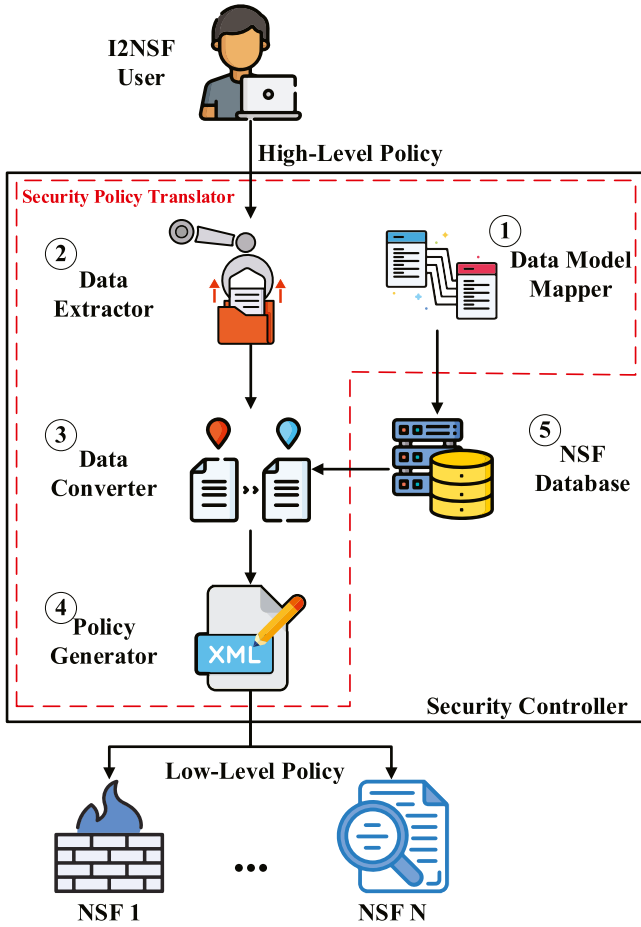 I2NSF
User
High-Level Policy
Security Policy Translator
2
Data
Extractor
1
Data Model
Mapper
3
Data
Converter
5
NSF
Database
4
Policy
Generator
XML
Security Controller
Low-Level Policy
NSF 1
...
NSF N